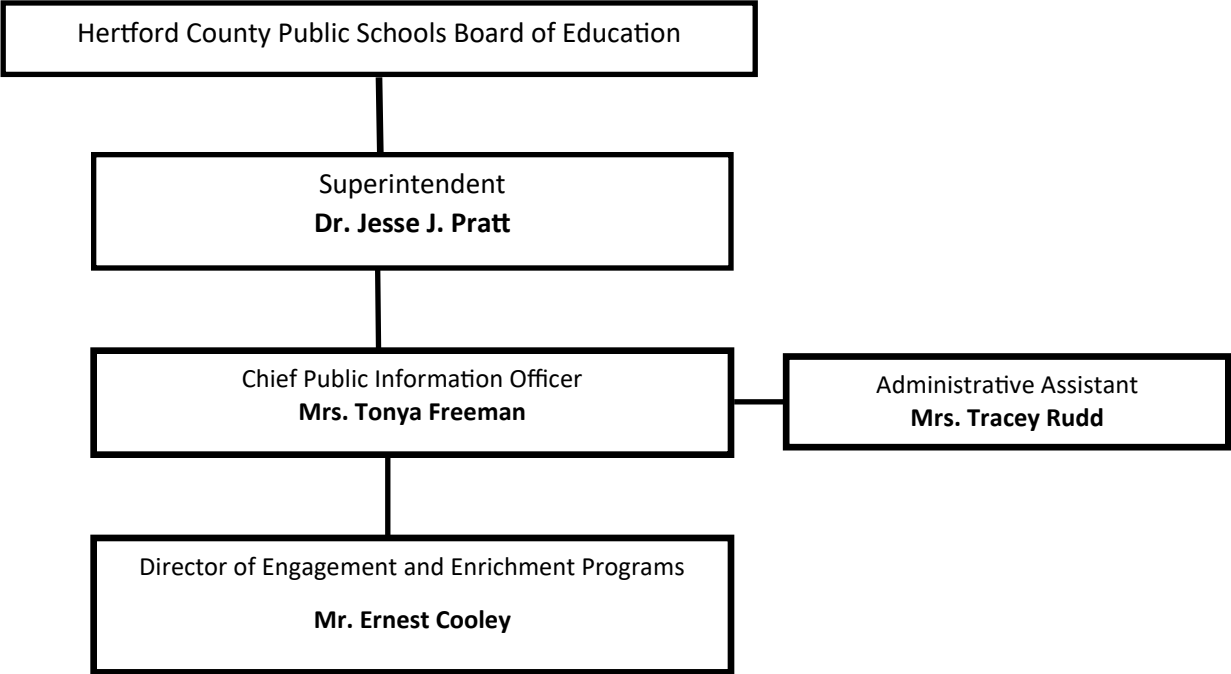 Hertford County Public Schools Board of Education
Superintendent
Dr. Jesse J. Pratt
Chief Public Information Officer
Mrs. Tonya Freeman
Administrative Assistant
Mrs. Tracey Rudd
Director of Engagement and Enrichment Programs
Mr. Ernest Cooley